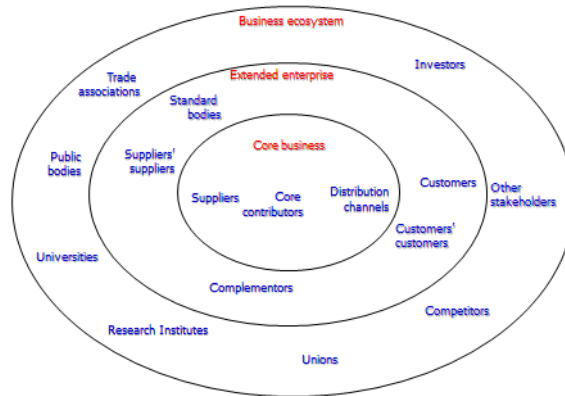 Business ecosystem
Investors
Trade
associations
Extended enterprise
Standard
bodies
Core business
Public
bodies
Suppliers'
suppliers
Suppliers
Core
contributors
Distribution
channels
Customers
Other
stakeholders
Customers'
customers
Universities
Complementors
Competitors
Research Institutes
Unions